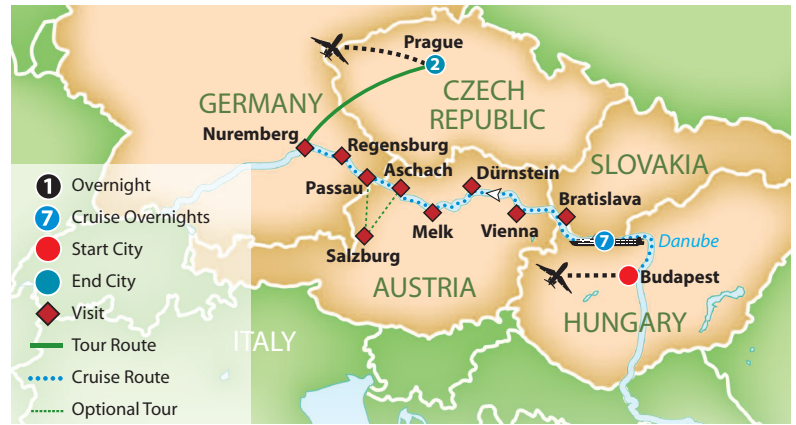 Prague
2
CZECH
REPUBLIC
GERMANY
Nuremberg
Regensburg
Aschach
Passau
Dürnstein
SLOVAKIA
Bratislava
Melk
Vienna
7
Danube
Salzburg
Budapest
AUSTRIA
HUNGARY
ITALY
1 Overnight
7 Cruise Overnights
Start City
End City
Visit
Tour Route
Cruise Route
Optional Tour